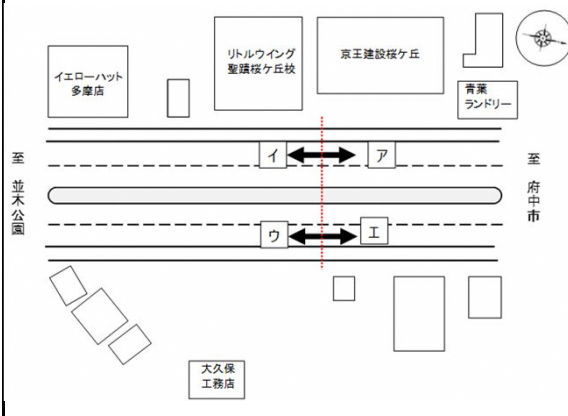 イエローハット
多摩店
リトルウイング
聖蹟桜ケ丘校
京王建設桜ケ丘
青葉
ランドリー
至 並木公園
イ
ア
至 府中市
ウ
エ
大久保
工務店